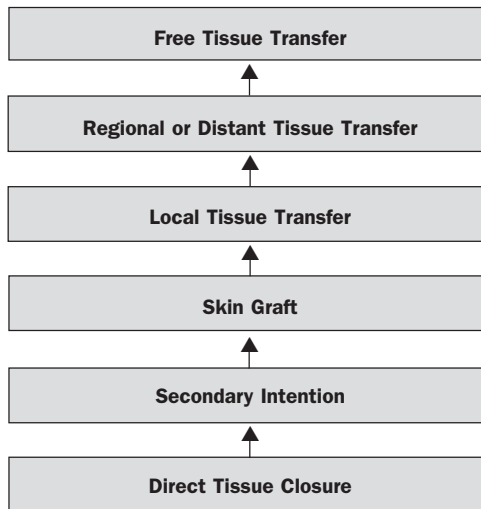 Free Tissue Transfer
Regional or Distant Tissue Transfer
Local Tissue Transfer
Skin Graft
Secondary Intention
Direct Tissue Closure